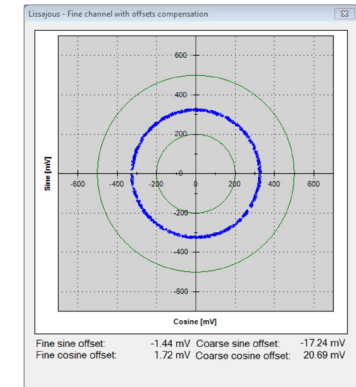 Lissajous - Fine channel with offsets compensation
600
400
200
-600 -400 -200 0 200 400 600
-200
-400
-600
Sine [mV]
Cosine [mV]
Fine sine offset: -1.44 mV Coarse sine offset: -17.24 mV
Fine cosine offset: 1.72 mV Coarse cosine offset: 20.69 mV